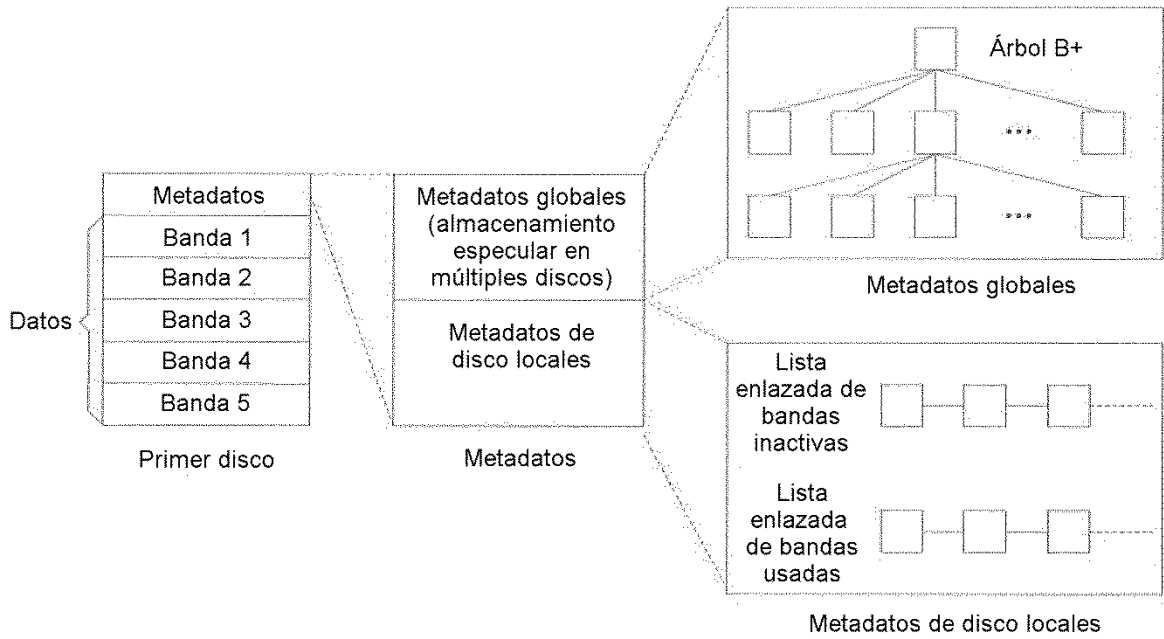 Árbol B+
Metadatos
Banda 1
Banda 2
Banda 3
Banda 4
Banda 5
Datos
Primer disco
Metadatos globales
(almacenamiento
especular en
múltiples discos)
Metadatos de
disco locales
Metadatos
Metadatos globales
Lista
enlazada de
bandas
inactivas
Lista
enlazada
de bandas
usadas
Metadatos de disco locales